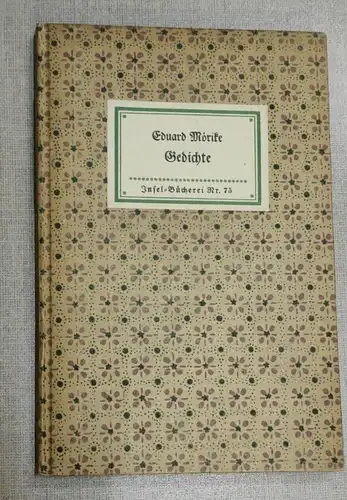 Eduard Mörike
Gedichte
Insel-Bücherei Nr. 75